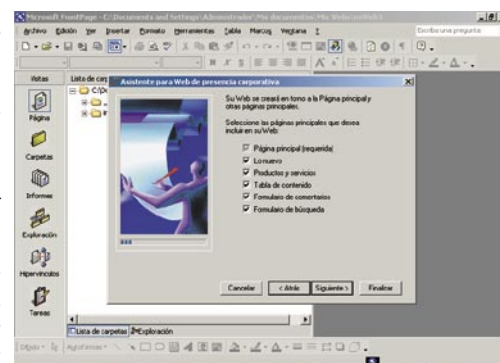 Microsoft FrontPage - C:\Documents and Settings\Administrador\Mis documentos\Mis Webs\
Archivo Edición Ver Insertar Formato Herramientas Tabla Marcos Ventana ?
Escriba una pregunta
Vistas
Lista de car
Página
Carpetas
Informes
Exploración
Hipervínculos
Tareas
Asistente para Web de presencia corporativa
Su Web se creará en torno a la Página principal y
otras páginas principales.
Seleccione las páginas principales que desea
incluir en su Web:
Página principal (requerida)
Lo nuevo
Productos y servicios
Tabla de contenido
Formulario de comentarios
Formulario de búsqueda
Cancelar
< Atrás
Siguiente >
Finalizar
Lista de carpetas
Exploración
Dibujo
Autoformas